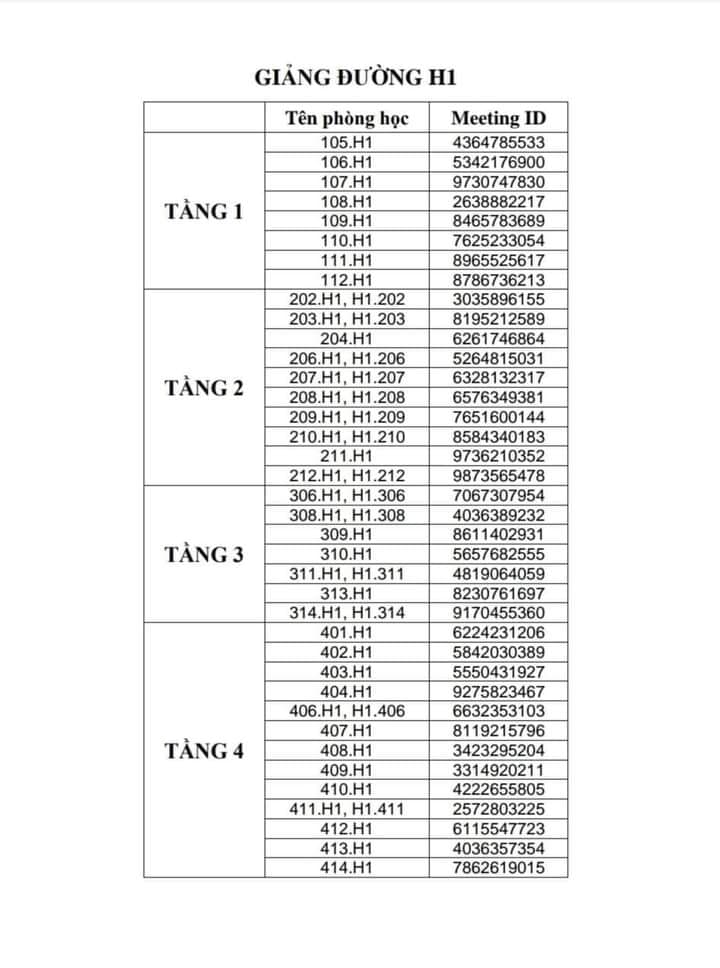 GIẢNG ĐƯỜNG H1
Tên phòng học Meeting ID
TẦNG 1
105.H1 4364785533
106.H1 5342176900
107.H1 9730747830
108.H1 2638882217
109.H1 8465783689
110.H1 7625233054
111.H1 8965525617
112.H1 8786736213
TẦNG 2
202.H1, H1.202 3035896155
203.H1, H1.203 8195212589
204.H1 6261746864
206.H1, H1.206 5264815031
207.H1, H1.207 6328132317
208.H1, H1.208 6576349381
209.H1, H1.209 7651600144
210.H1, H1.210 8584340183
211.H1 9736210352
212.H1, H1.212 9873565478
TẦNG 3
306.H1, H1.306 7067307954
308.H1, H1.308 4036389232
309.H1 8611402931
310.H1 5657682555
311.H1, H1.311 4819064059
313.H1 8230761697
314.H1, H1.314 9170455360
TẦNG 4
401.H1 6224231206
402.H1 5842030389
403.H1 5550431927
404.H1 9275823467
406.H1, H1.406 6632353103
407.H1 8119215796
408.H1 3423295204
409.H1 3314920211
410.H1 4222655805
411.H1, H1.411 2572803225
412.H1 6115547723
413.H1 4036357354
414.H1 7862619015